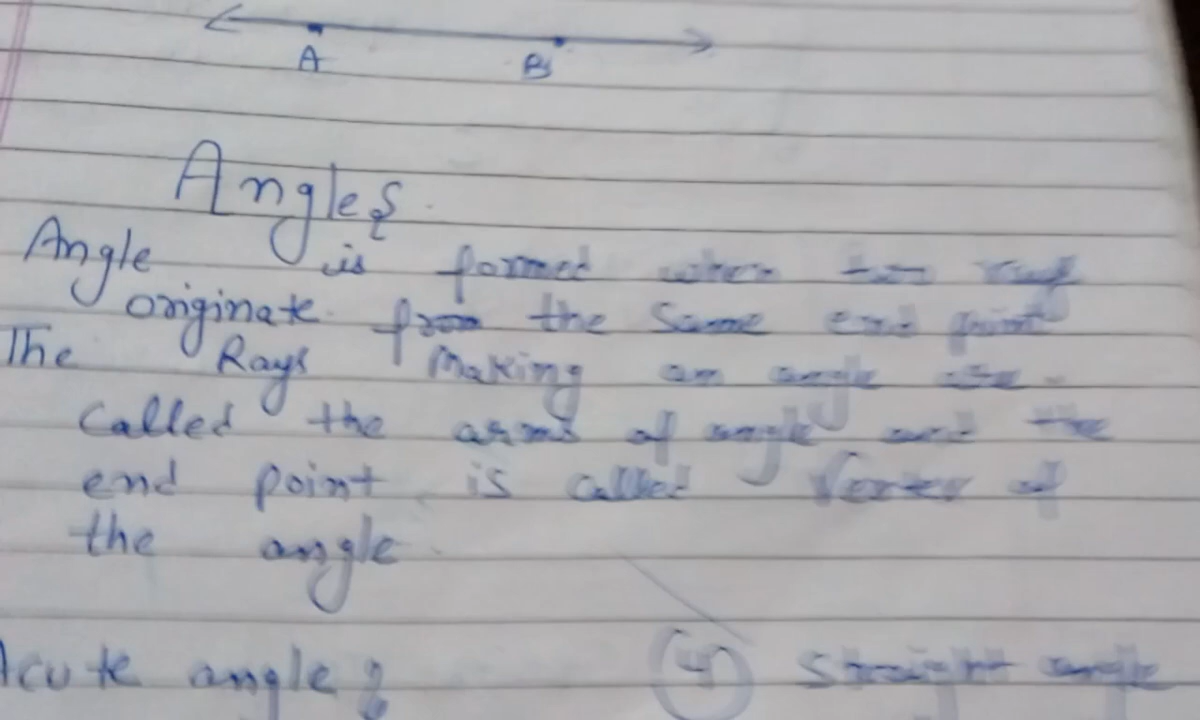 A B
Angles
Angle is formed when two rays
originate from the same end point
The Rays Making an angle are
Called the arms of angle and the
end point is called Vertex of
the angle
Acute angle : (4) Straight angle